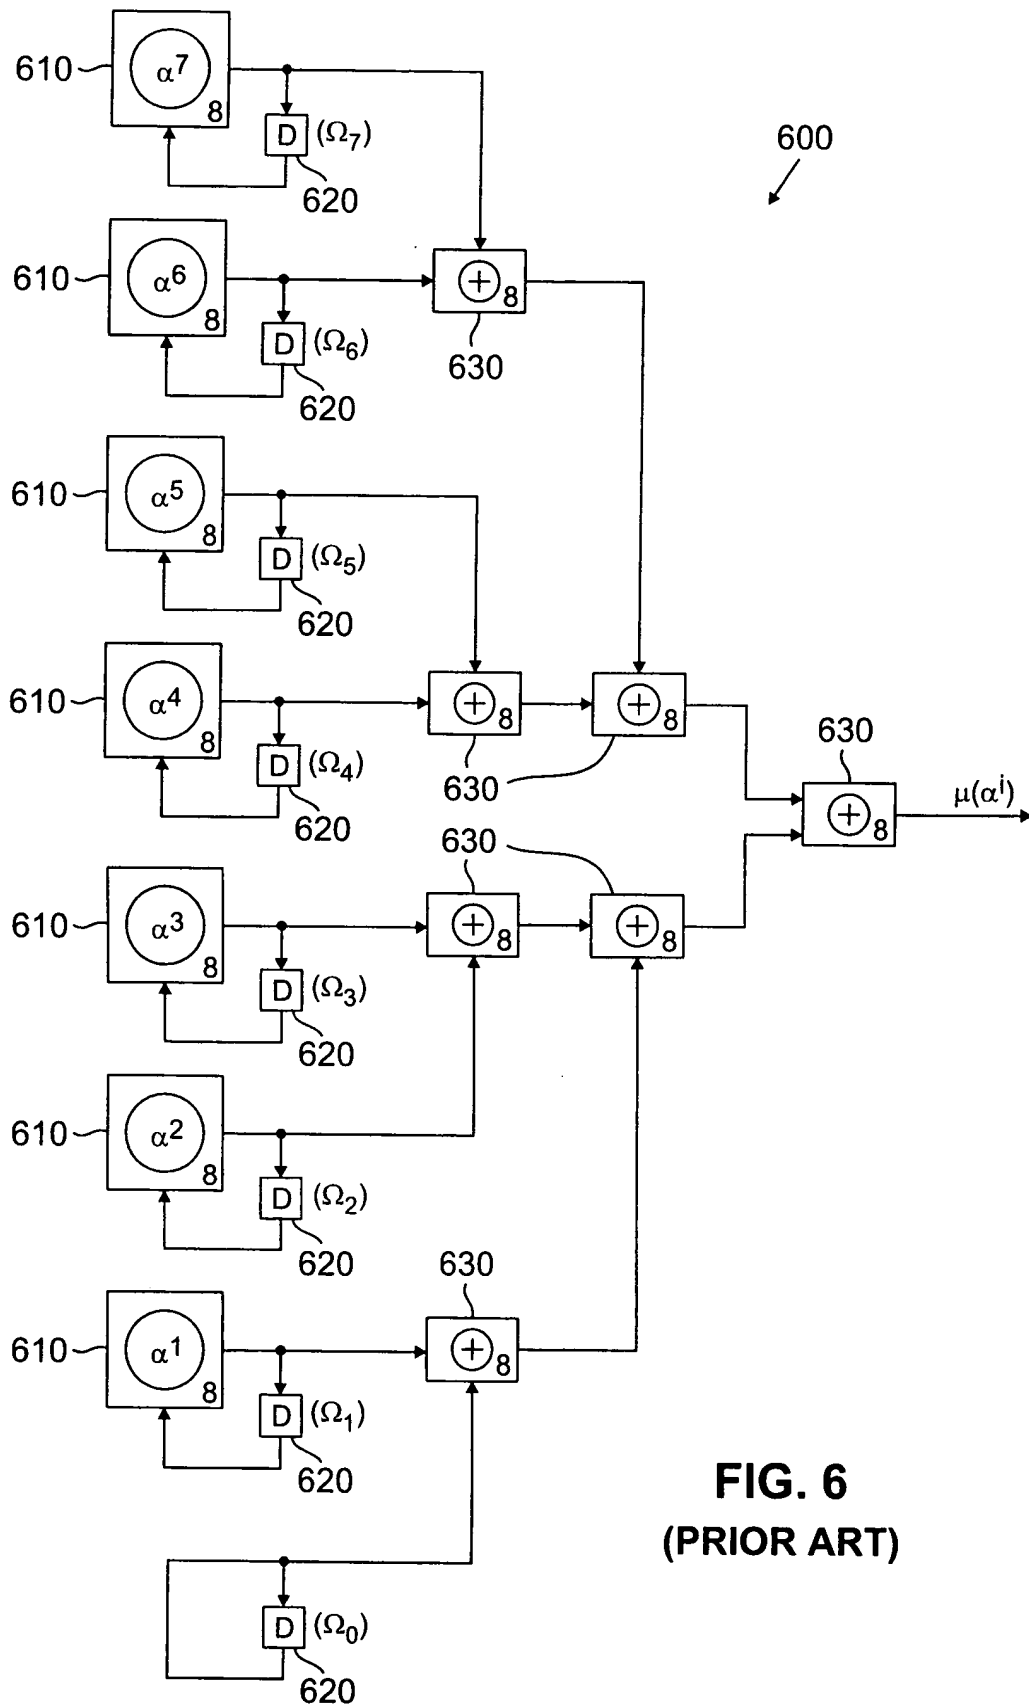 610 α⁷ 8
D (Ω₇)
620
600
610 α⁶ 8
⊕ 8
630
D (Ω₆)
620
610 α⁵ 8
D (Ω₅)
620
610 α⁴ 8
⊕ 8
⊕ 8
630
D (Ω₄)
620
630
⊕ 8
μ(αⁱ)
630
610 α³ 8
⊕ 8
⊕ 8
D (Ω₃)
620
610 α² 8
D (Ω₂)
620
630
610 α¹ 8
⊕ 8
D (Ω₁)
620
FIG. 6
(PRIOR ART)
D (Ω₀)
620